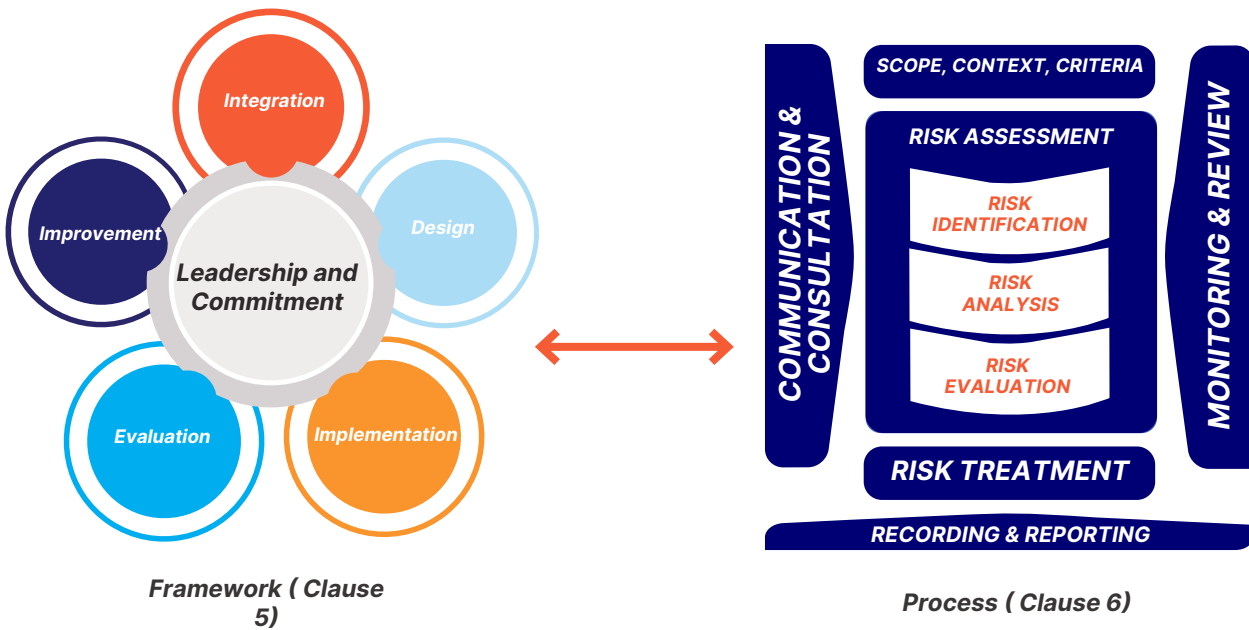 Integration
Improvement
Design
Leadership and
Commitment
Evaluation
Implementation
Framework ( Clause
5)
COMMUNICATION &
CONSULTATION
SCOPE, CONTEXT, CRITERIA
RISK ASSESSMENT
RISK
IDENTIFICATION
RISK
ANALYSIS
RISK
EVALUATION
RISK TREATMENT
MONITORING & REVIEW
RECORDING & REPORTING
Process ( Clause 6)